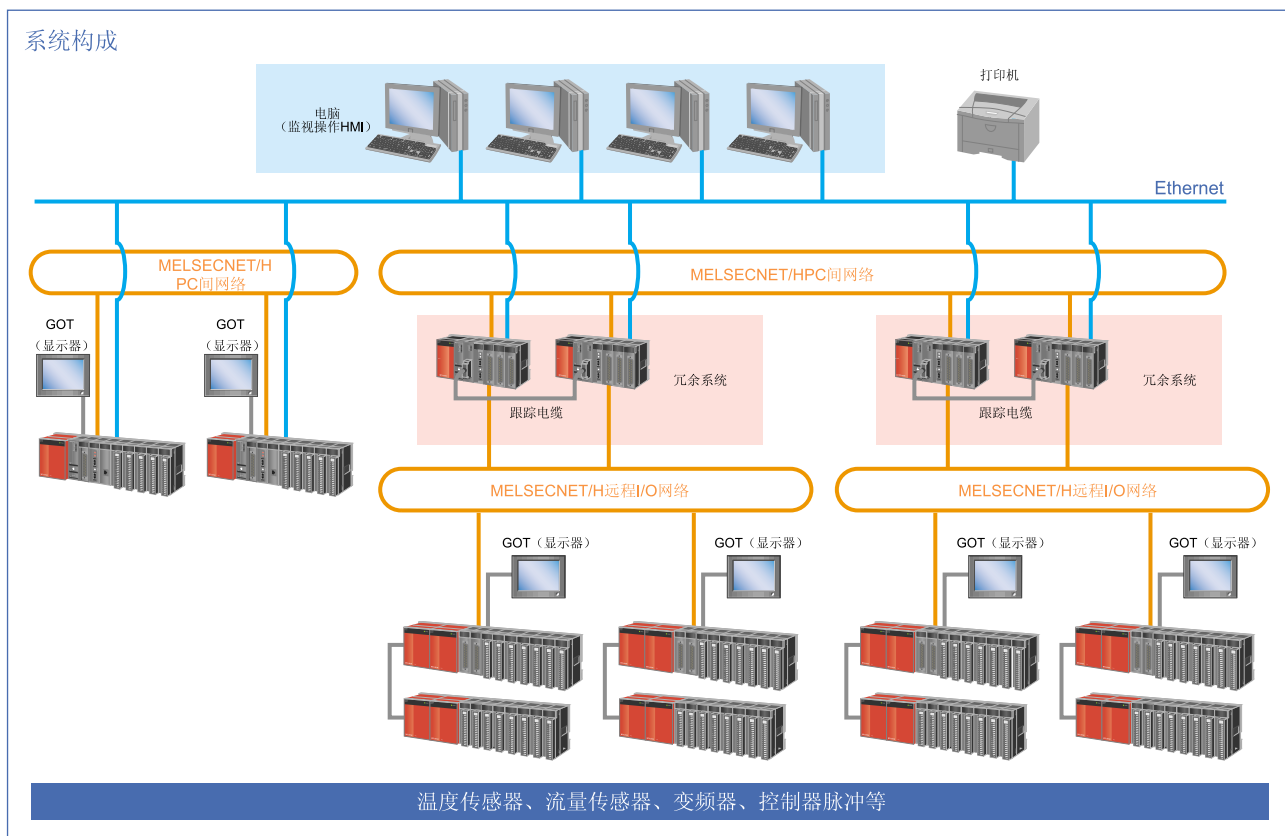 系统构成
打印机
电脑
（监视操作HMI）
Ethernet
MELSECNET/H
PC间网络
MELSECNET/HPC间网络
GOT
（显示器）
GOT
（显示器）
冗余系统
跟踪电缆
冗余系统
跟踪电缆
MELSECNET/H远程I/O网络
MELSECNET/H远程I/O网络
GOT（显示器）
GOT（显示器）
GOT（显示器）
GOT（显示器）
温度传感器、流量传感器、变频器、控制器脉冲等